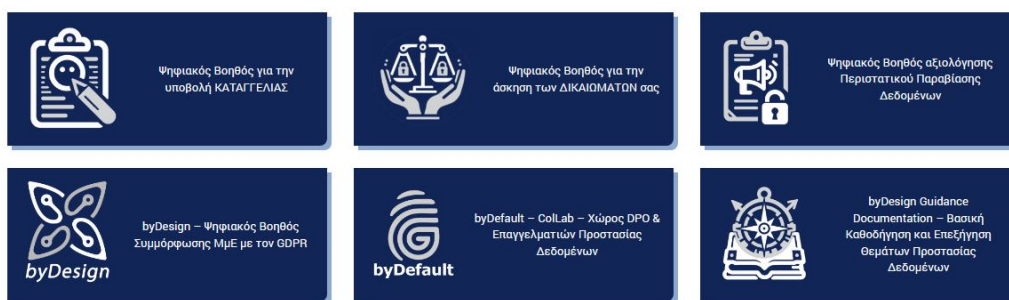 Ψηφιακός Βοηθός για την
υποβολή ΚΑΤΑΓΓΕΛΙΑΣ
Ψηφιακός Βοηθός για την
άσκηση των ΔΙΚΑΙΩΜΑΤΩΝ σας
Ψηφιακός Βοηθός αξιολόγησης
Περιστατικού Παραβίασης
Δεδομένων
byDesign
byDesign – Ψηφιακός Βοηθός
Συμμόρφωσης ΜμΕ με τον GDPR
byDefault
byDefault – ColLab – Χώρος DPO &
Επαγγελματιών Προστασίας
Δεδομένων
byDesign Guidance
Documentation – Βασική
Καθοδήγηση και Επεξήγηση
Θεμάτων Προστασίας
Δεδομένων